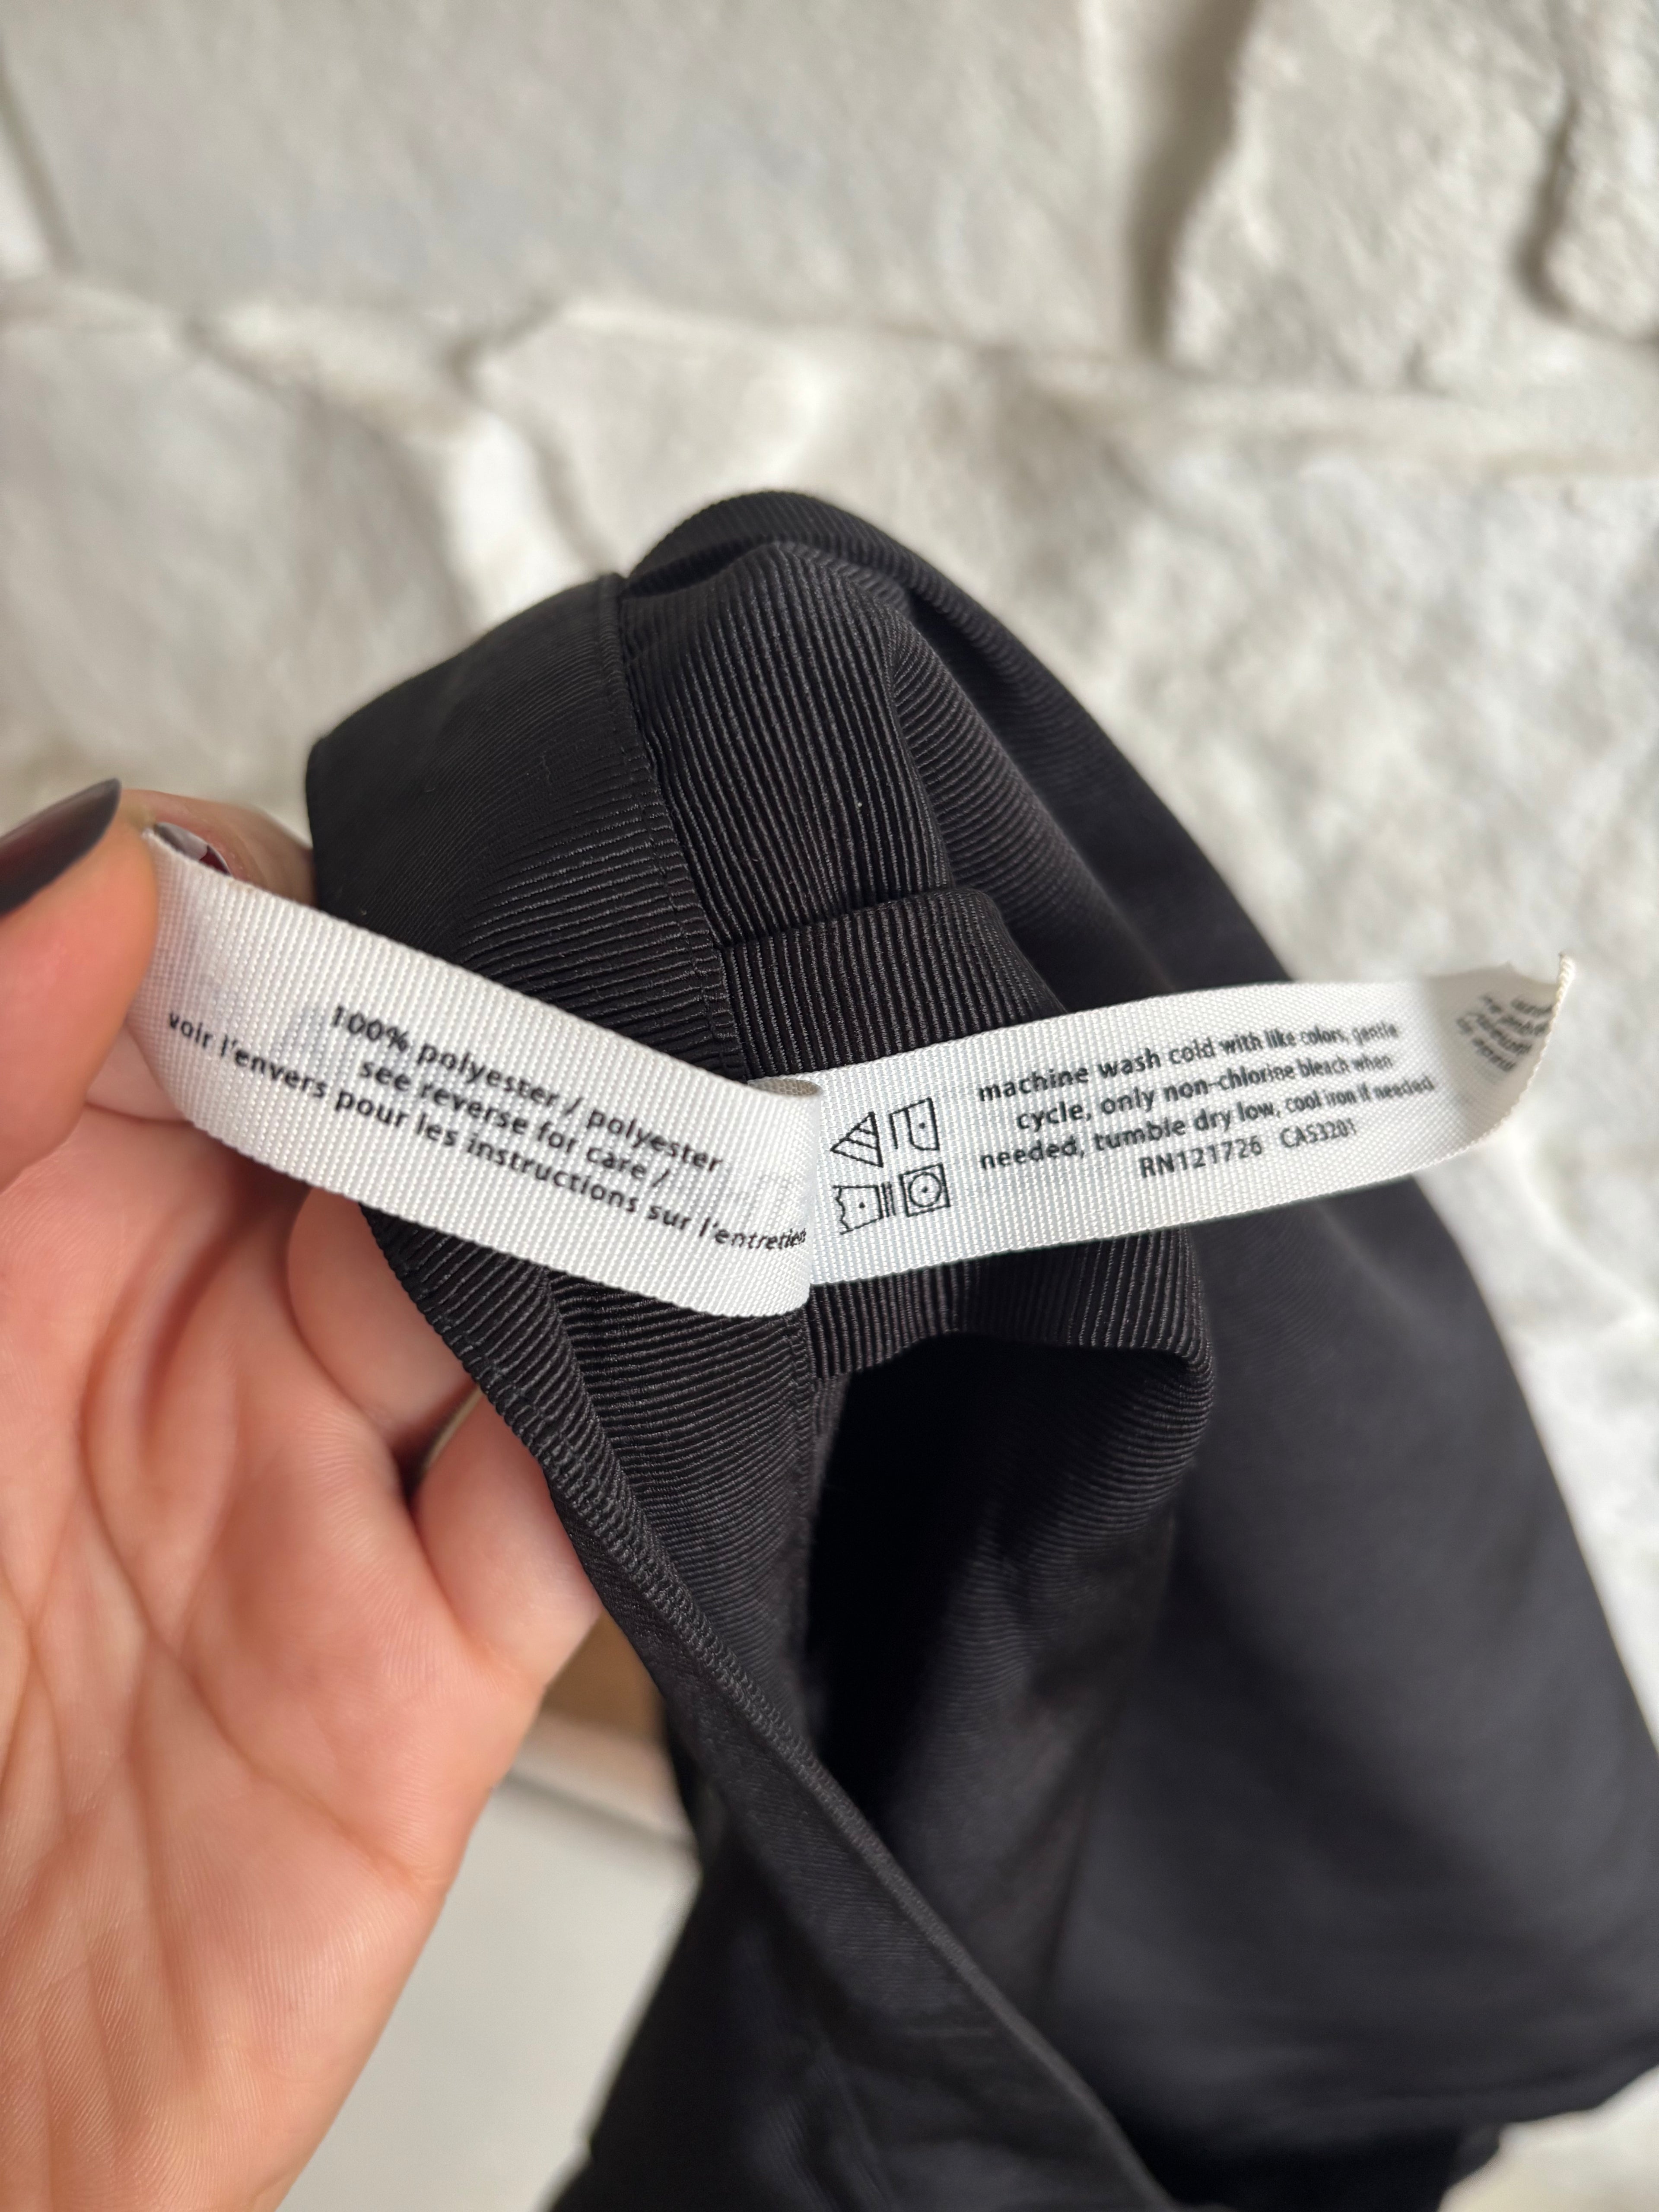 100% polyester / polyester
see reverse for care /
voir l'envers pour les instructions sur l'entretien
machine wash cold with like colors, gentle
cycle, only non-chlorine bleach when
needed, tumble dry low, cool iron if needed.
RN121726 CA53201